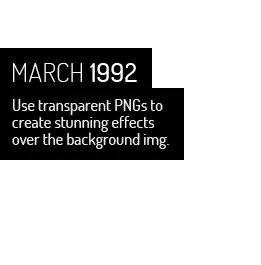 MARCH 1992
Use transparent PNGs to
create stunning effects
over the background img.